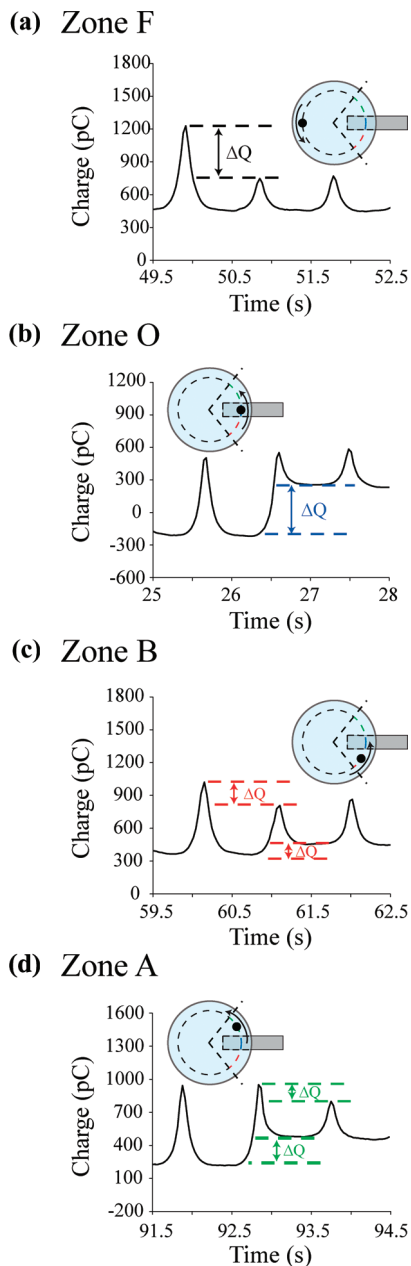 (a) Zone F
Charge (pC)
1800
1500
1200
900
600
300
0
ΔQ
49.5 50.5 51.5 52.5
Time (s)
(b) Zone O
Charge (pC)
1200
900
600
300
0
-300
-600
ΔQ
25 26 27 28
Time (s)
(c) Zone B
Charge (pC)
1800
1500
1200
900
600
300
0
ΔQ
ΔQ
59.5 60.5 61.5 62.5
Time (s)
(d) Zone A
Charge (pC)
1600
1300
1000
700
400
100
-200
ΔQ
ΔQ
91.5 92.5 93.5 94.5
Time (s)